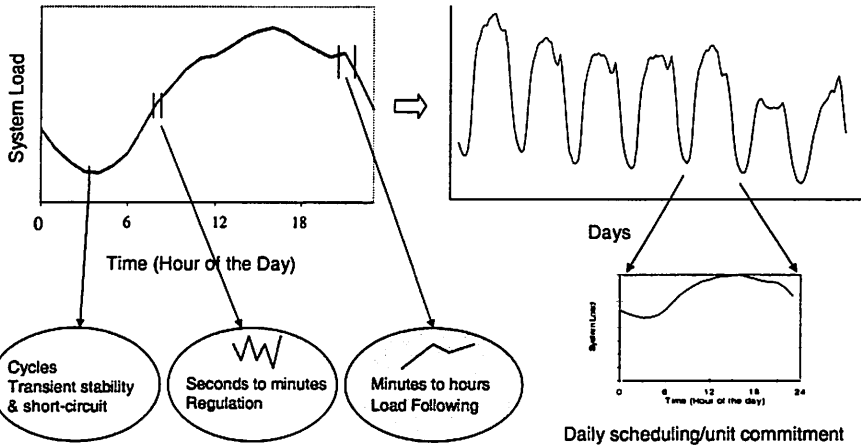 System Load
0 6 12 18
Time (Hour of the Day)
Days
Cycles
Transient stability
& short-circuit
Seconds to minutes
Regulation
Minutes to hours
Load Following
System Load
0 6 12 18 24
Time (Hour of the day)
Daily scheduling/unit commitment